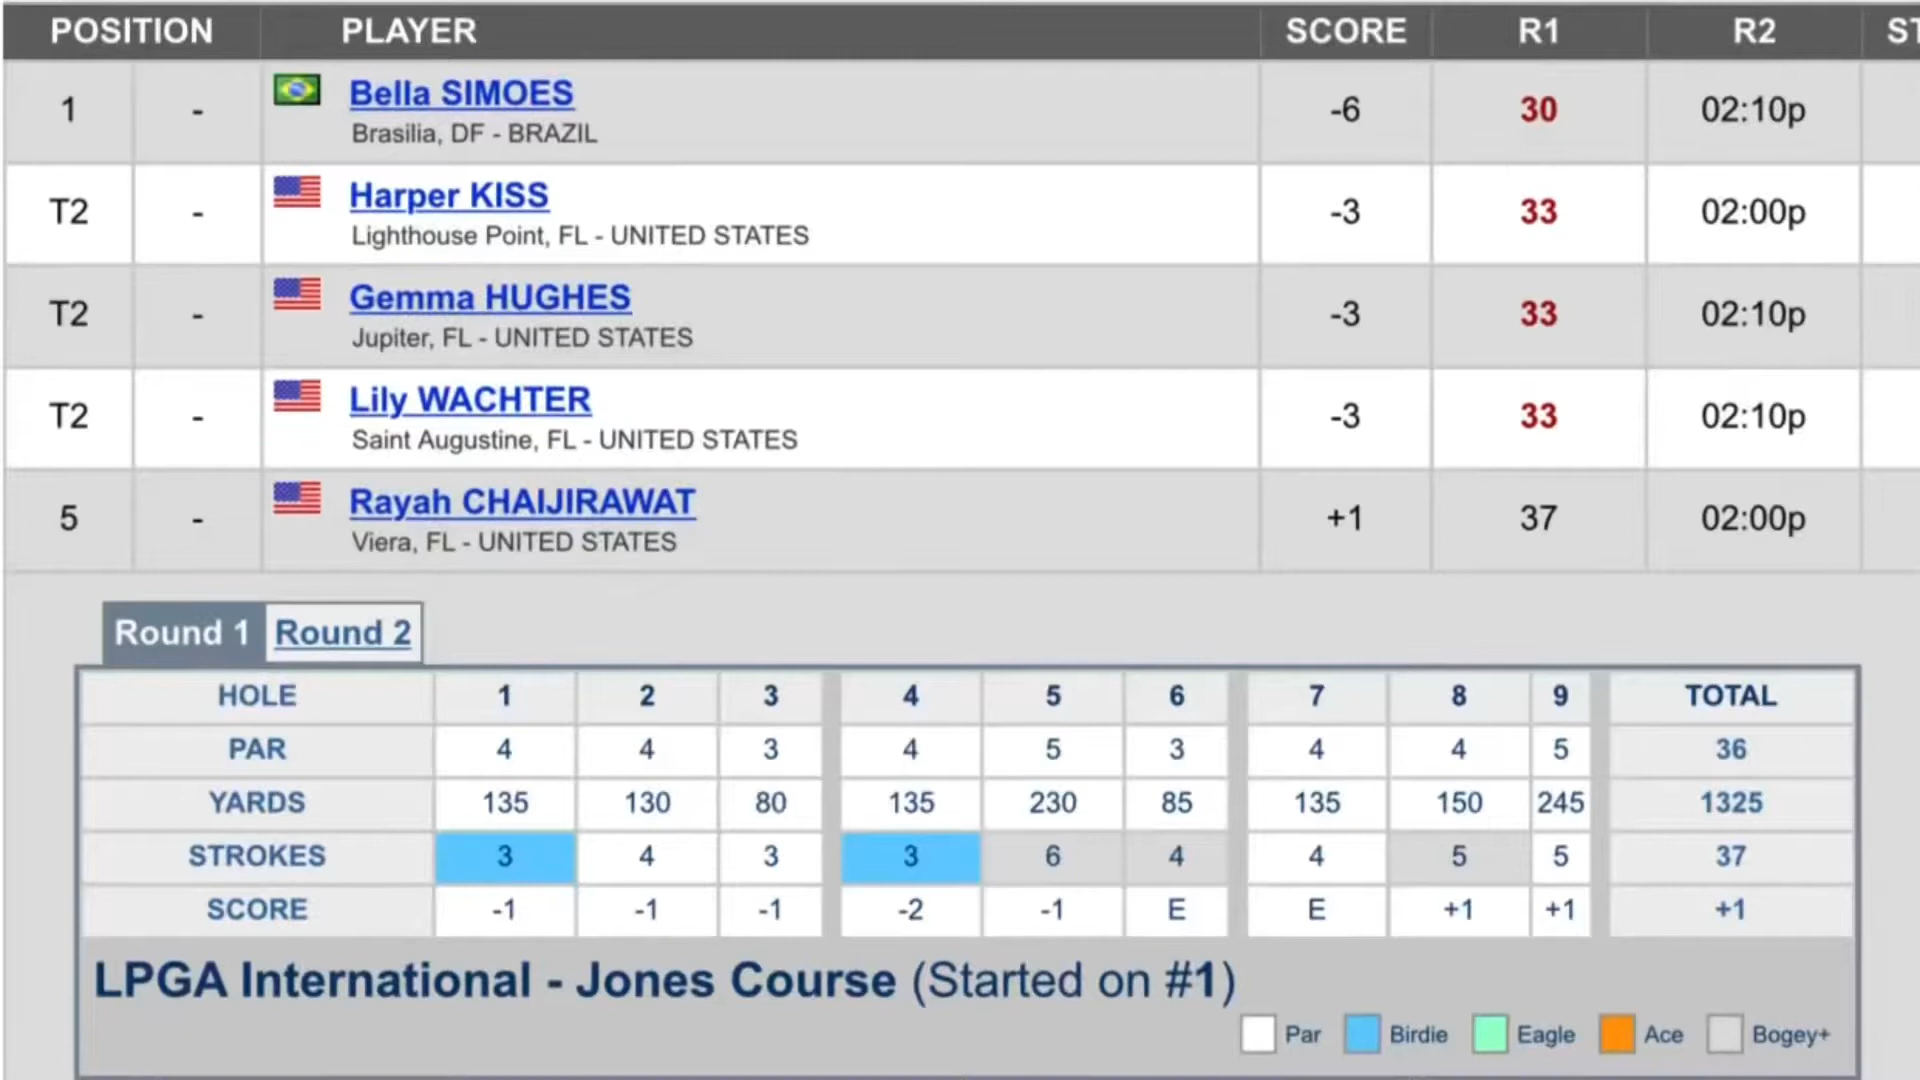 POSITION PLAYER SCORE R1 R2 ST
1 - Bella SIMOES -6 30 02:10p
Brasilia, DF - BRAZIL
T2 - Harper KISS -3 33 02:00p
Lighthouse Point, FL - UNITED STATES
T2 - Gemma HUGHES -3 33 02:10p
Jupiter, FL - UNITED STATES
T2 - Lily WACHTER -3 33 02:10p
Saint Augustine, FL - UNITED STATES
5 - Rayah CHAIJIRAWAT +1 37 02:00p
Viera, FL - UNITED STATES
Round 1 Round 2
HOLE 1 2 3 4 5 6 7 8 9 TOTAL
PAR 4 4 3 4 5 3 4 4 5 36
YARDS 135 130 80 135 230 85 135 150 245 1325
STROKES 3 4 3 3 6 4 4 5 5 37
SCORE -1 -1 -1 -2 -1 E E +1 +1 +1
LPGA International - Jones Course (Started on #1)
Par Birdie Eagle Ace Bogey+